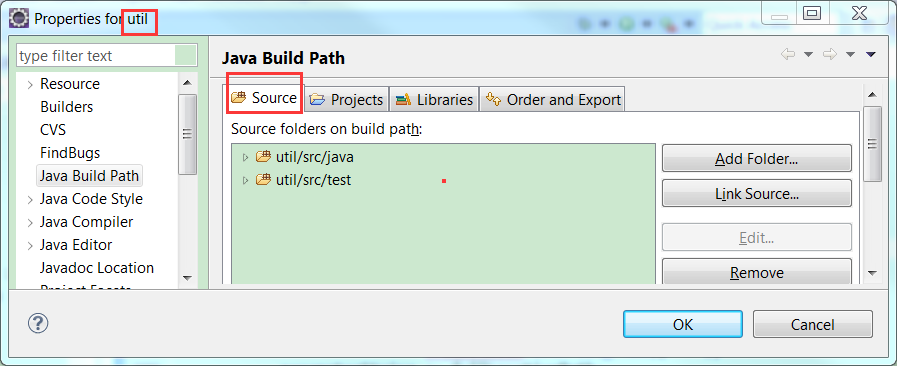 Properties for util
type filter text
Resource
Builders
CVS
FindBugs
Java Build Path
Java Code Style
Java Compiler
Java Editor
Javadoc Location
Java Build Path
Source Projects Libraries Order and Export
Source folders on build path:
util/src/java
util/src/test
Add Folder...
Link Source...
Edit...
Remove
OK Cancel